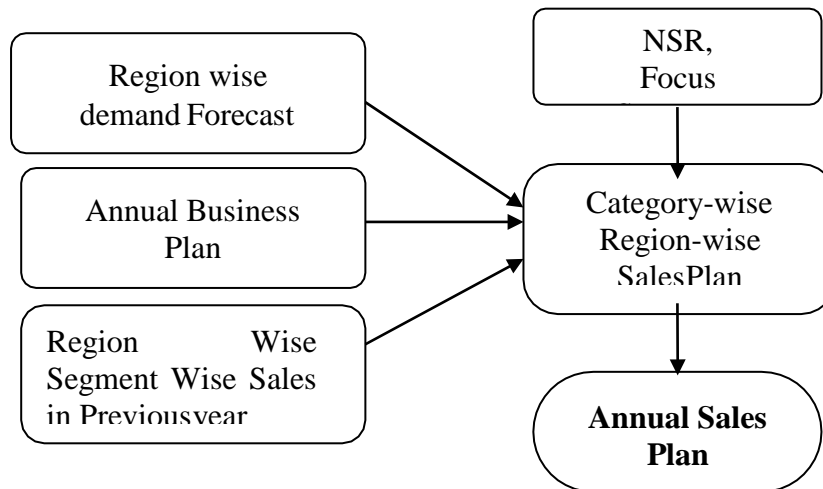 Region wise
demand Forecast
Annual Business
Plan
Region Wise
Segment Wise Sales
in Previousyear
NSR,
Focus
Category-wise
Region-wise
SalesPlan
Annual Sales
Plan